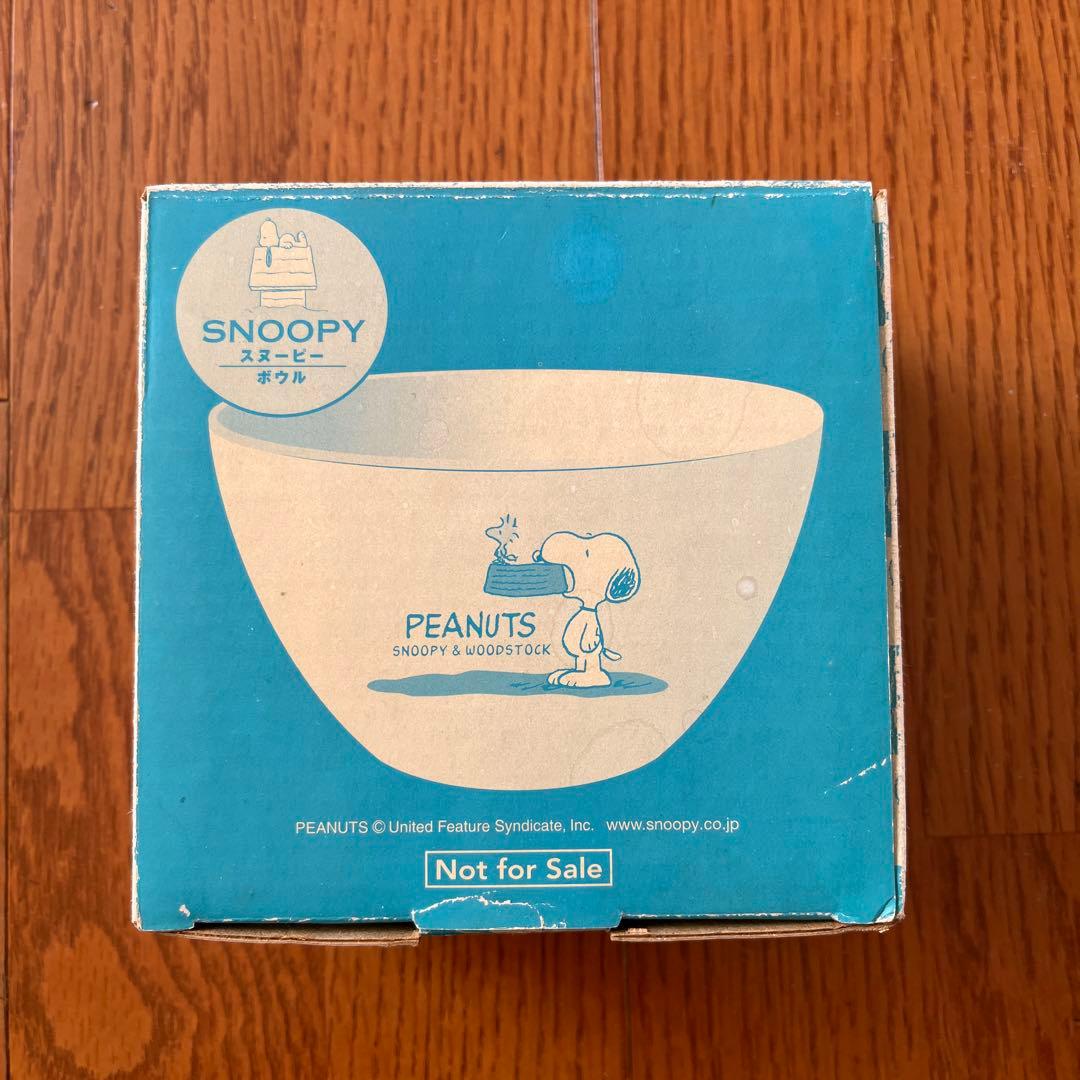 SNOOPY
スヌーピー
ボウル
PEANUTS
SNOOPY & WOODSTOCK
PEANUTS © United Feature Syndicate, Inc. www.snoopy.co.jp
Not for Sale